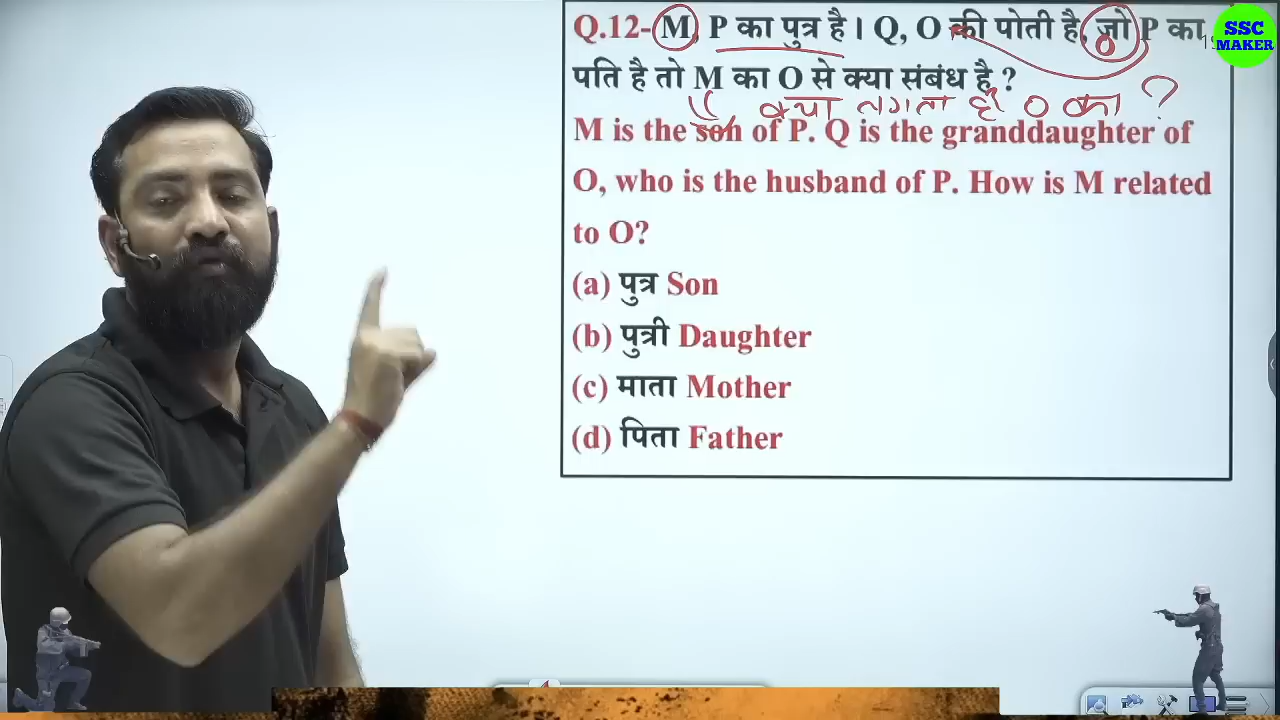 Q.12- M, P का पुत्र है। Q, O की पोती है, जो P का
O
SSC
MAKER
पति है तो M का O से क्या संबंध है ?
क्या लगता है O का ?
M is the son of P. Q is the granddaughter of
O, who is the husband of P. How is M related
to O?
(a) पुत्र Son
(b) पुत्री Daughter
(c) माता Mother
(d) पिता Father